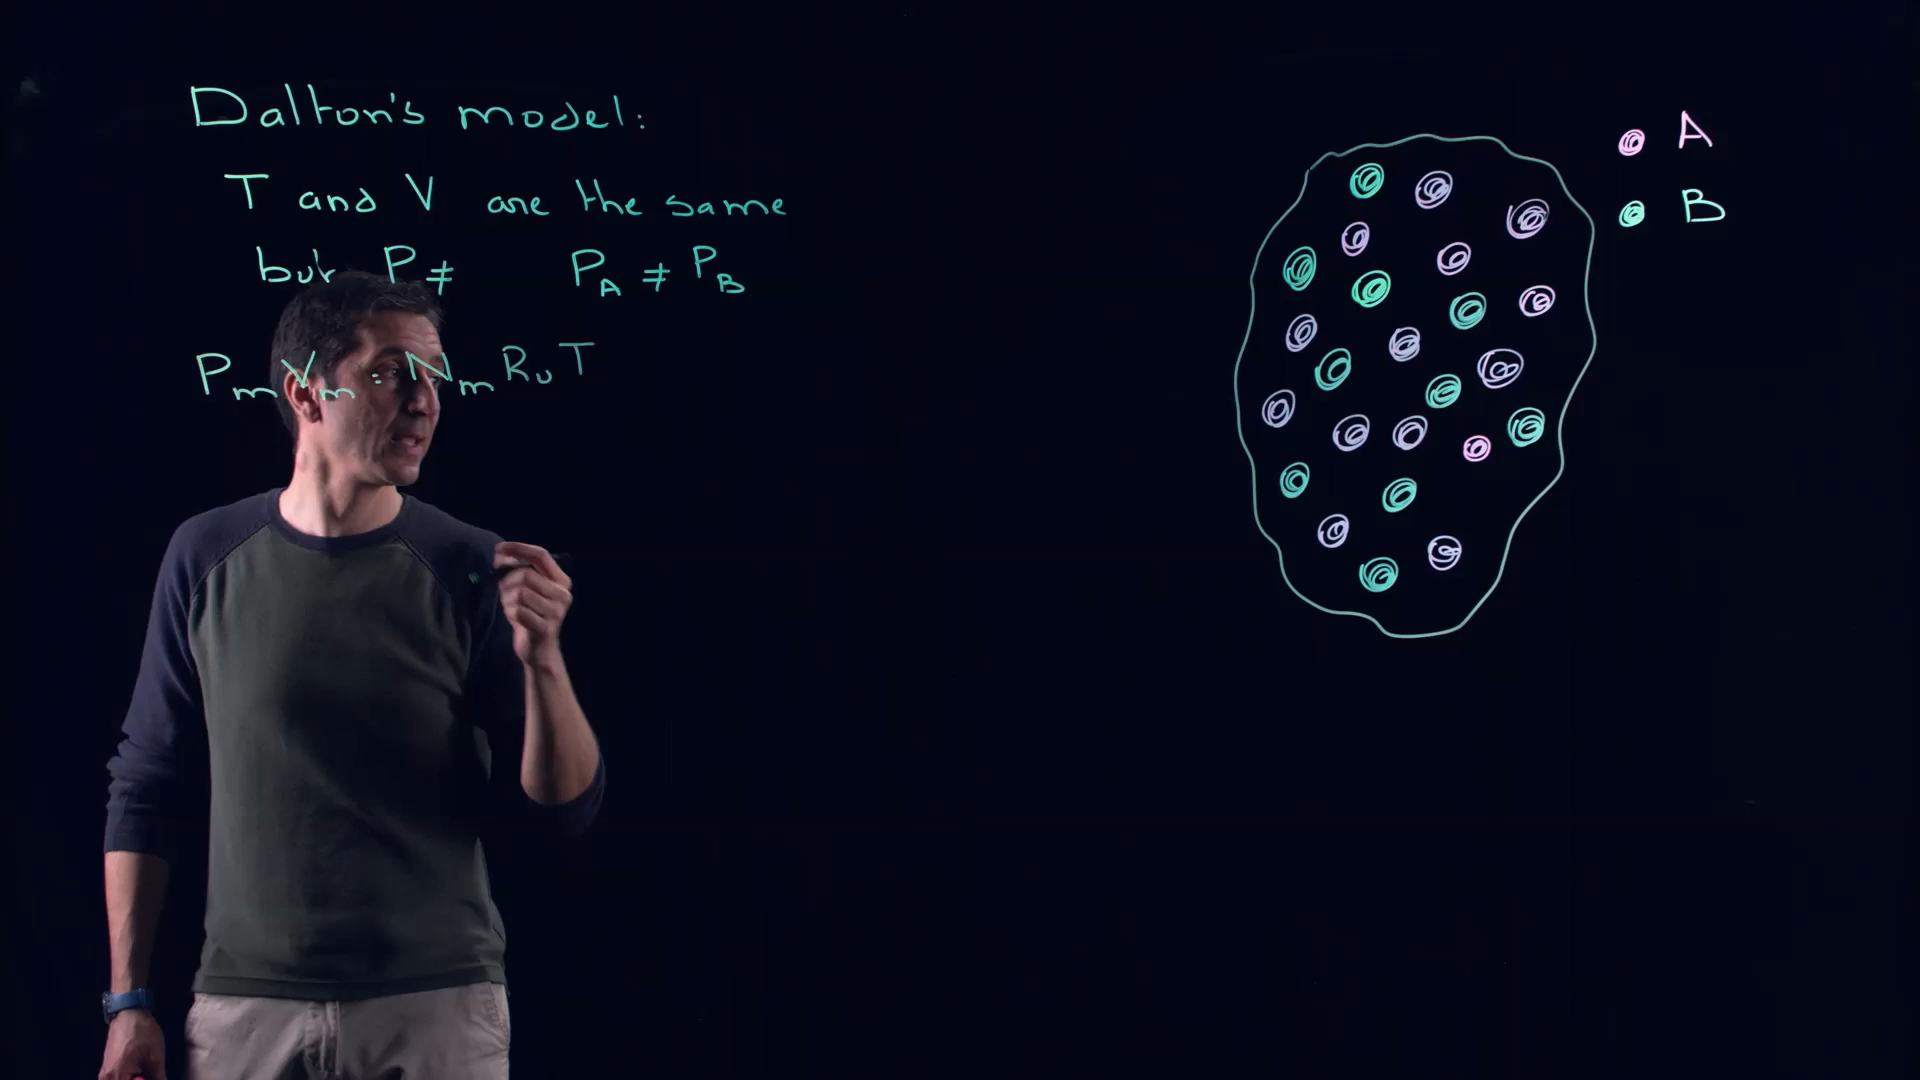 Dalton's model:
T and V are the same
but P ≠ P_A ≠ P_B
P_m V_m = N_m R_u T
A
B